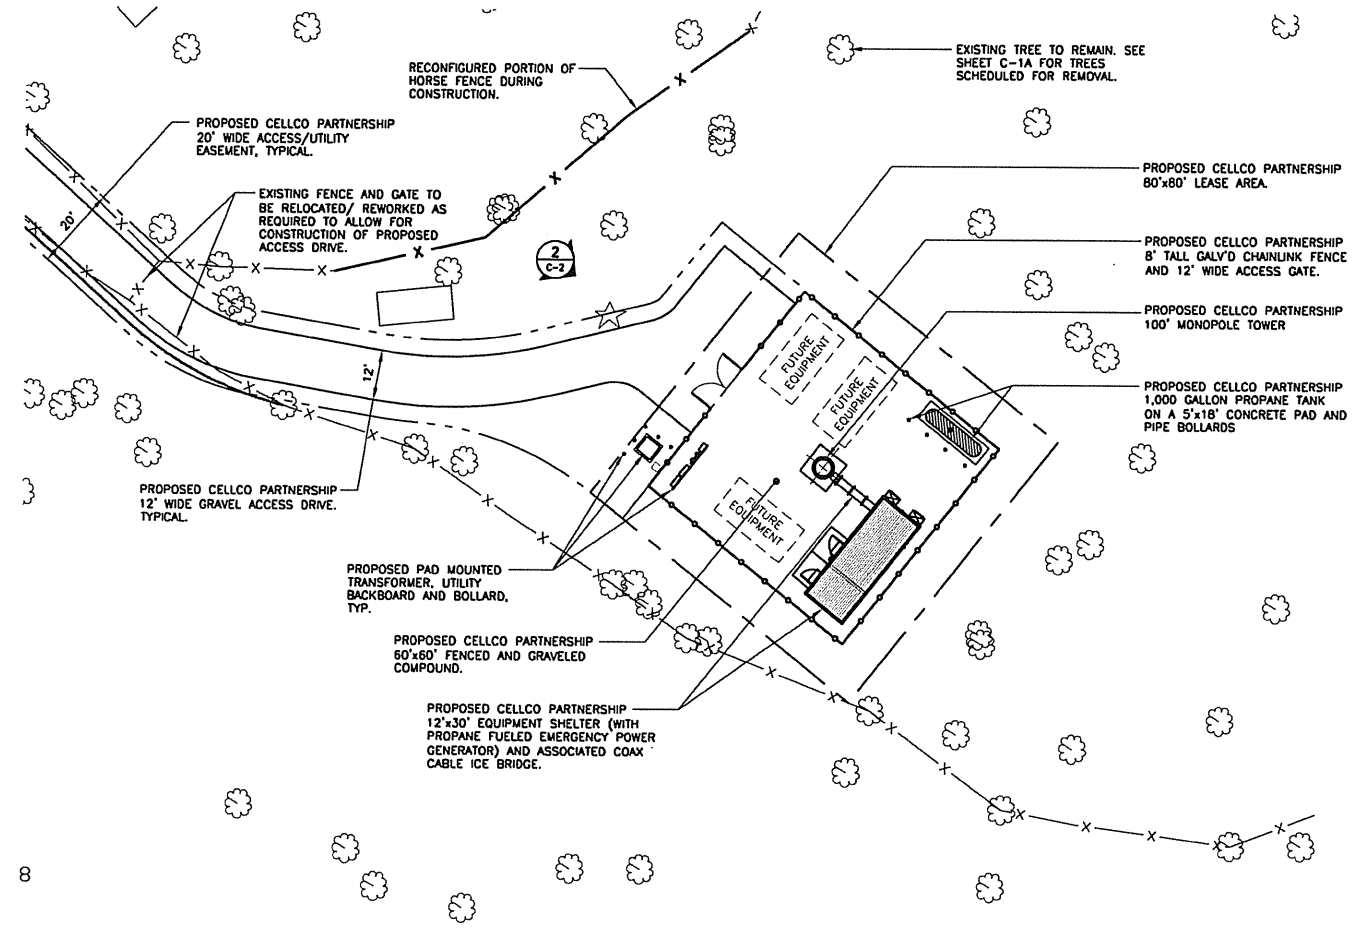 RECONFIGURED PORTION OF
HORSE FENCE DURING
CONSTRUCTION.
EXISTING TREE TO REMAIN. SEE
SHEET C-1A FOR TREES
SCHEDULED FOR REMOVAL.
PROPOSED CELLCO PARTNERSHIP
20' WIDE ACCESS/UTILITY
EASEMENT, TYPICAL.
EXISTING FENCE AND GATE TO
BE RELOCATED/ REWORKED AS
REQUIRED TO ALLOW FOR
CONSTRUCTION OF PROPOSED
ACCESS DRIVE.
20'
2
C-2
PROPOSED CELLCO PARTNERSHIP
80'x80' LEASE AREA.
PROPOSED CELLCO PARTNERSHIP
8' TALL GALV'D CHAINLINK FENCE
AND 12' WIDE ACCESS GATE.
PROPOSED CELLCO PARTNERSHIP
100' MONOPOLE TOWER
PROPOSED CELLCO PARTNERSHIP
1,000 GALLON PROPANE TANK
ON A 5'x18' CONCRETE PAD AND
PIPE BOLLARDS
12'
FUTURE
EQUIPMENT
FUTURE
EQUIPMENT
FUTURE
EQUIPMENT
PROPOSED CELLCO PARTNERSHIP
12' WIDE GRAVEL ACCESS DRIVE.
TYPICAL.
PROPOSED PAD MOUNTED
TRANSFORMER, UTILITY
BACKBOARD AND BOLLARD,
TYP.
PROPOSED CELLCO PARTNERSHIP
60'x60' FENCED AND GRAVELED
COMPOUND.
PROPOSED CELLCO PARTNERSHIP
12'x30' EQUIPMENT SHELTER (WITH
PROPANE FUELED EMERGENCY POWER
GENERATOR) AND ASSOCIATED COAX
CABLE ICE BRIDGE.
8